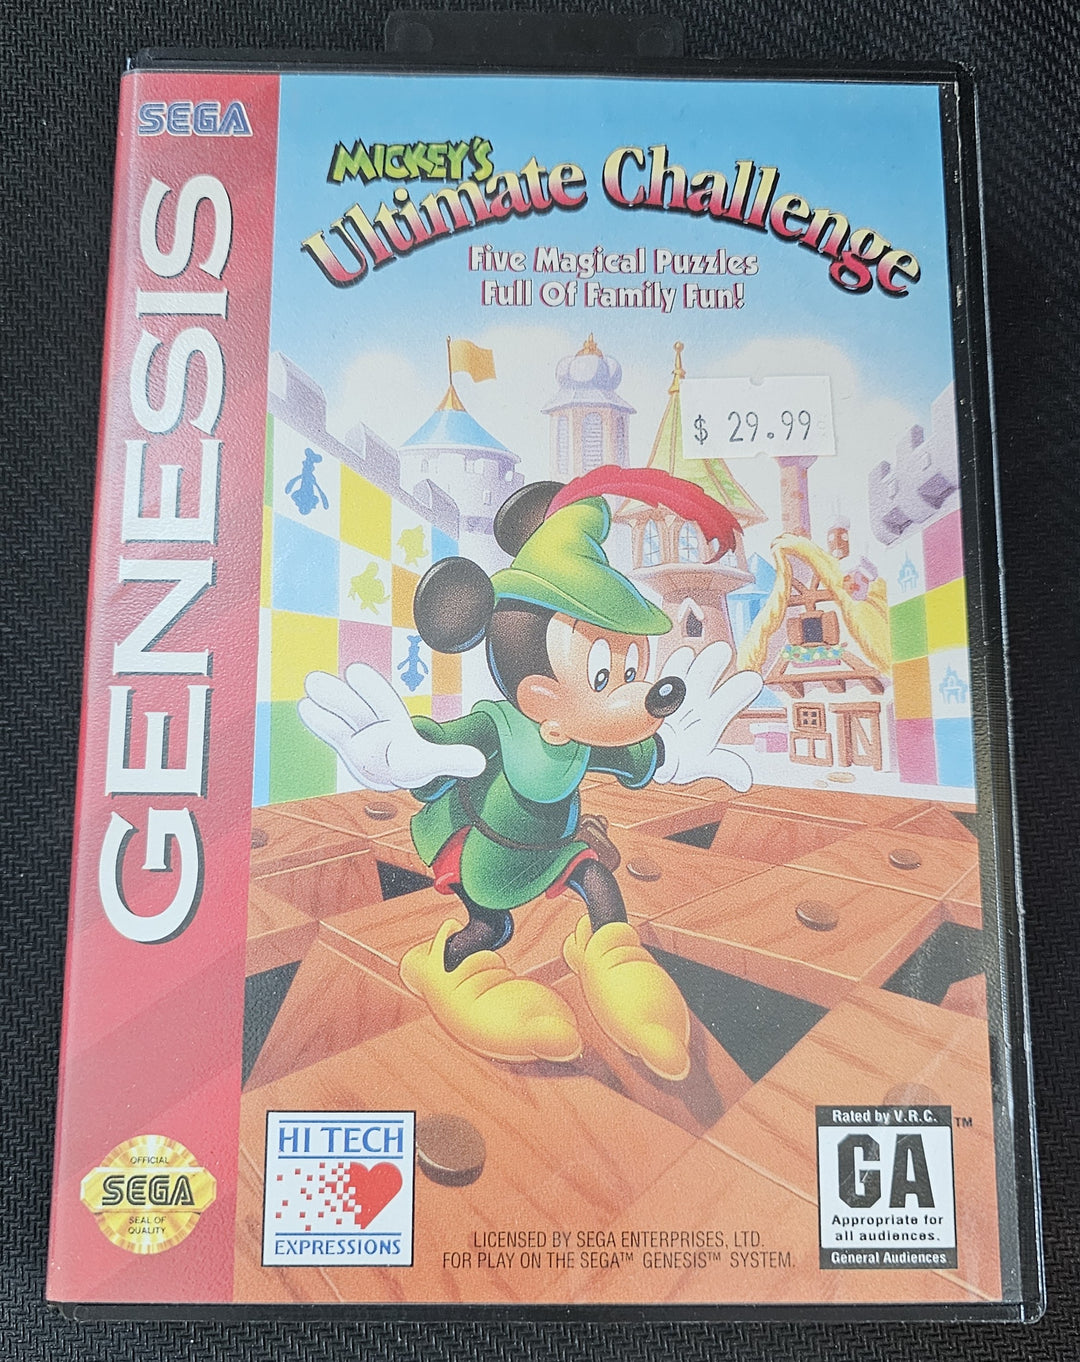 SEGA
GENESIS
MICKEY'S
Ultimate Challenge
Five Magical Puzzles
Full Of Family Fun!
$ 29.99
OFFICIAL
SEGA
SEAL OF
QUALITY
HI TECH
EXPRESSIONS
LICENSED BY SEGA ENTERPRISES, LTD.
FOR PLAY ON THE SEGA™ GENESIS™ SYSTEM.
Rated by V.R.C. ™
GA
Appropriate for
all audiences.
General Audiences